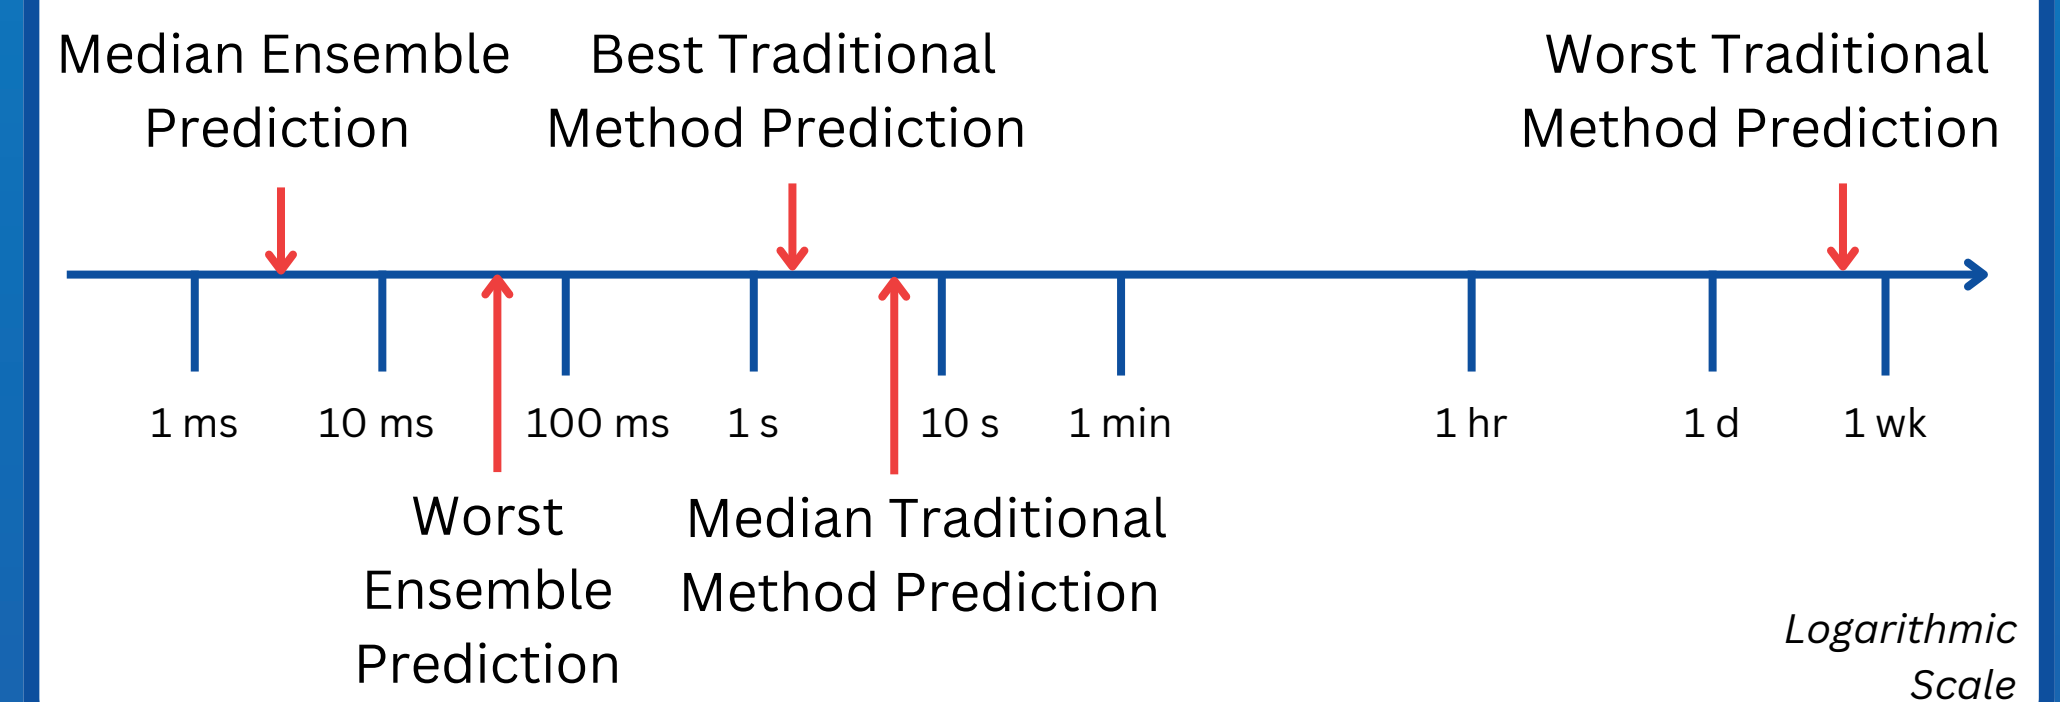 Median Ensemble
Prediction
Best Traditional
Method Prediction
Worst Traditional
Method Prediction
1 ms
10 ms
100 ms
1 s
10 s
1 min
1 hr
1 d
1 wk
Worst
Ensemble
Prediction
Median Traditional
Method Prediction
Logarithmic
Scale